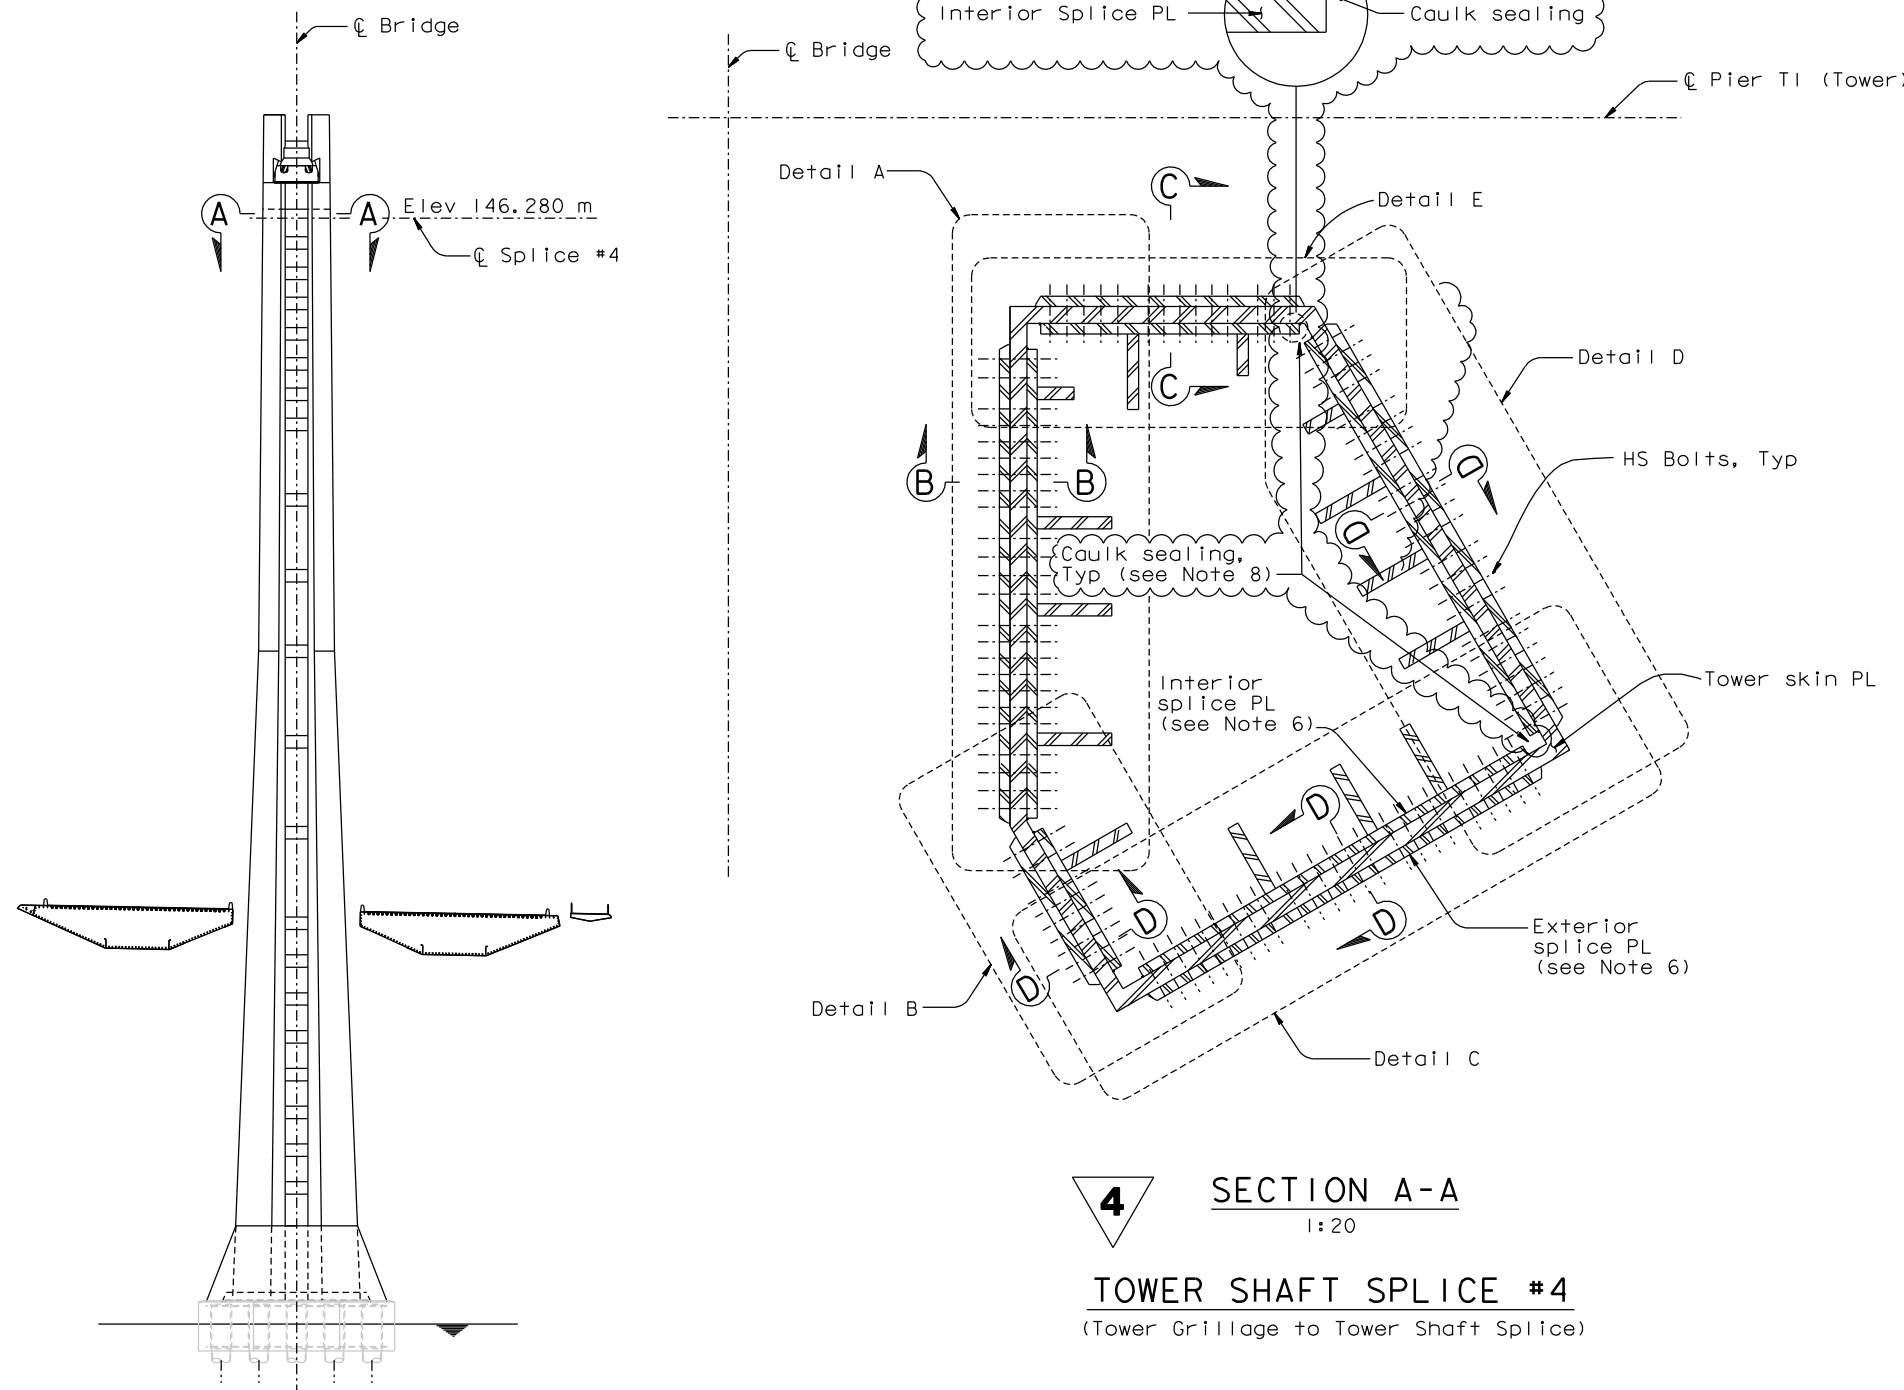 ℄ Bridge
A
A
Elev 146.280 m
℄ Splice #4
Interior Splice PL
Caulk sealing
℄ Bridge
℄ Pier T1 (Tower)
Detail A
C
Detail E
Detail D
C
B
B
D
HS Bolts, Typ
D
Caulk sealing,
Typ (see Note 8)
Interior
splice PL
(see Note 6)
Tower skin PL
D
D
D
Exterior
splice PL
(see Note 6)
D
Detail B
Detail C
4
SECTION A-A
1:20
TOWER SHAFT SPLICE #4
(Tower Grillage to Tower Shaft Splice)